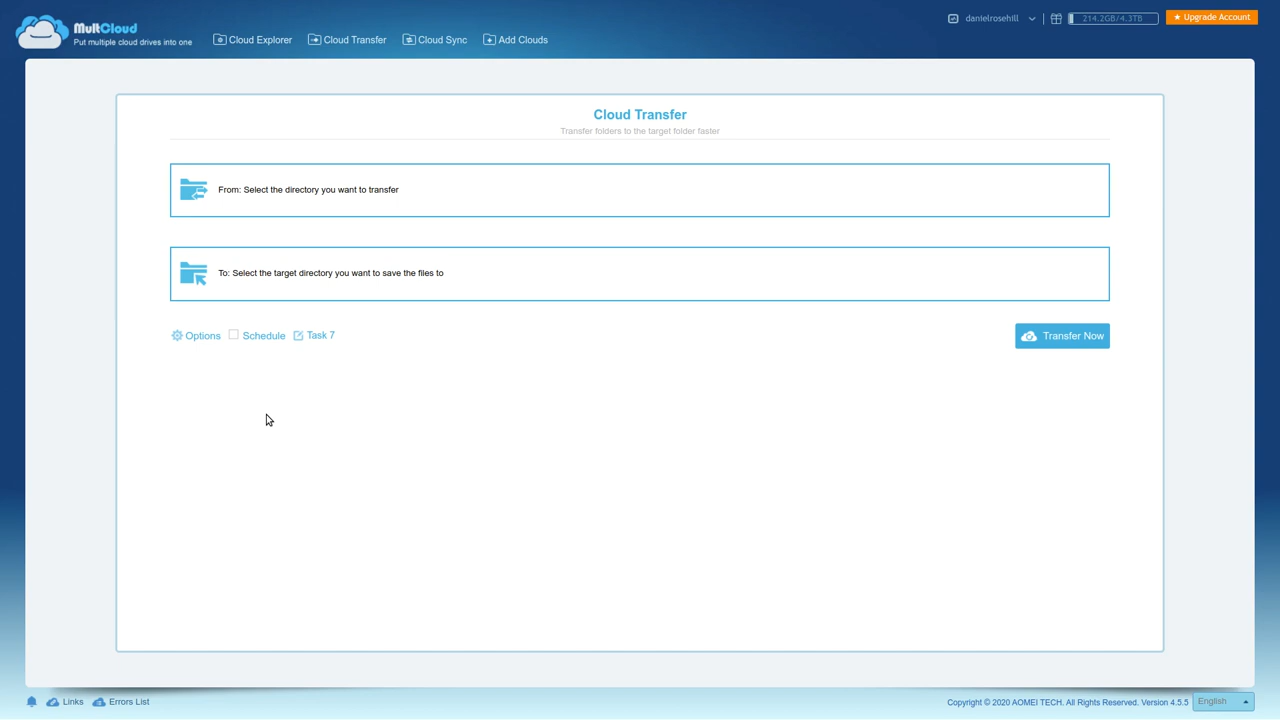 MultCloud
Put multiple cloud drives into one
Cloud Explorer
Cloud Transfer
Cloud Sync
Add Clouds
danielrosehill
214.2GB/4.3TB
★ Upgrade Account
Cloud Transfer
Transfer folders to the target folder faster
From: Select the directory you want to transfer
To: Select the target directory you want to save the files to
Options
Schedule
Task 7
Transfer Now
Links
Errors List
Copyright © 2020 AOMEI TECH. All Rights Reserved. Version 4.5.5
English